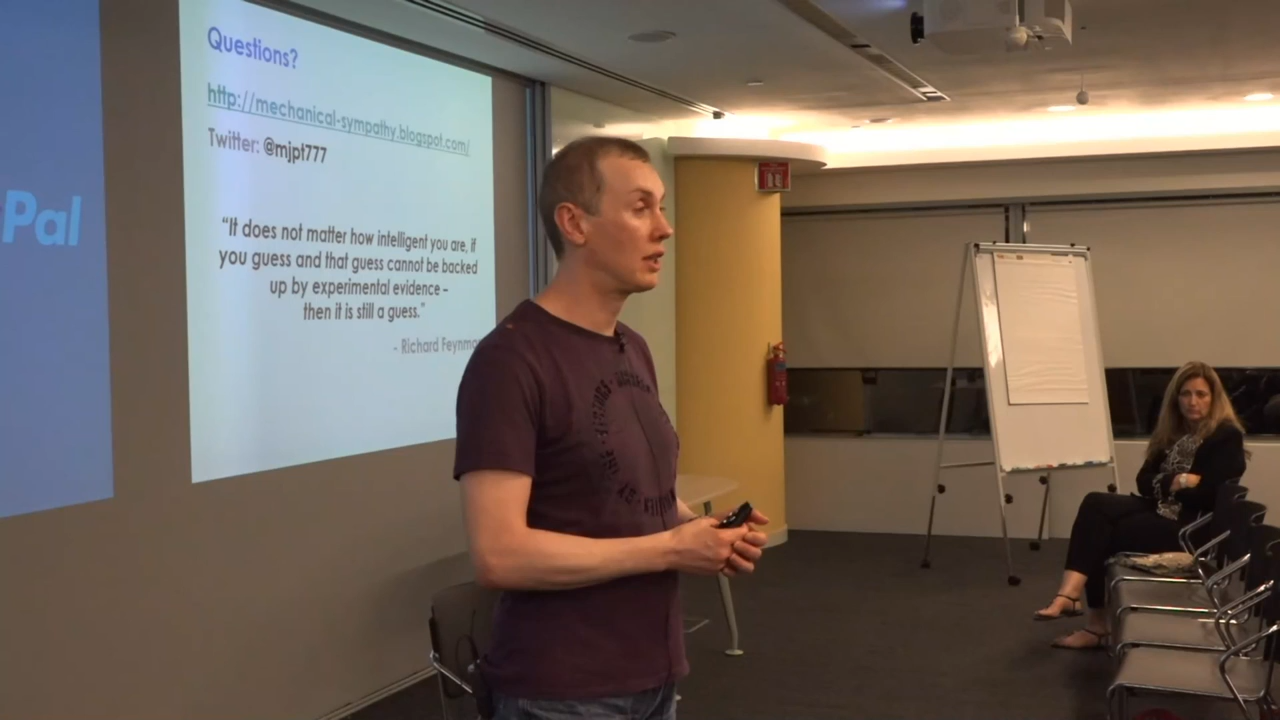 Pal
Questions?
http://mechanical-sympathy.blogspot.com/
Twitter: @mjpt777
“It does not matter how intelligent you are, if
you guess and that guess cannot be backed
up by experimental evidence –
then it is still a guess.”
- Richard Feynma